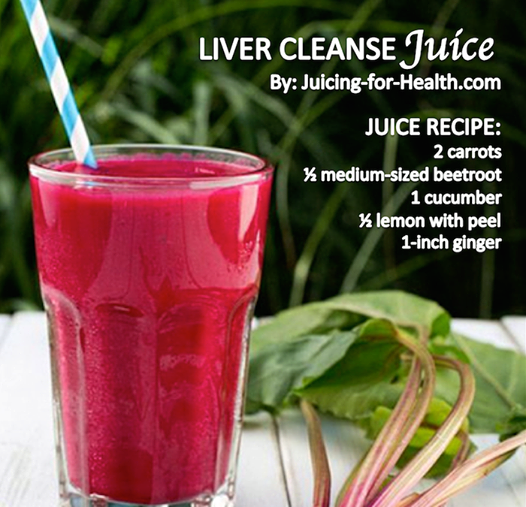 LIVER CLEANSE Juice
By: Juicing-for-Health.com
JUICE RECIPE:
2 carrots
½ medium-sized beetroot
1 cucumber
½ lemon with peel
1-inch ginger